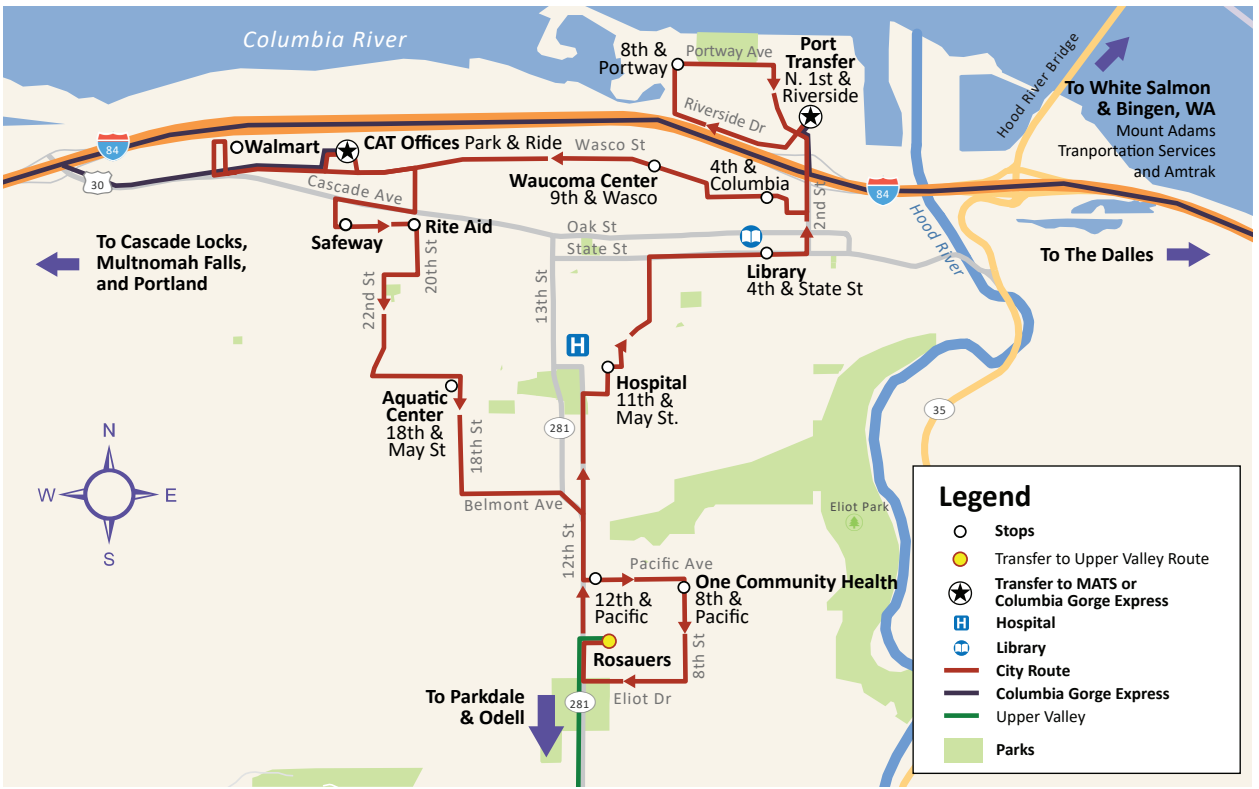 Columbia River
8th &
Portway
Portway Ave
Port
Transfer
N. 1st &
Riverside
Riverside Dr
Hood River Bridge
To White Salmon
& Bingen, WA
Mount Adams
Tranportation Services
and Amtrak
84
30
Walmart
CAT Offices Park & Ride
Wasco St
Cascade Ave
Waucoma Center
9th & Wasco
4th &
Columbia
2nd St
84
Hood River
To Cascade Locks,
Multnomah Falls,
and Portland
Safeway
Rite Aid
20th St
22nd St
Oak St
State St
13th St
Library
4th & State St
To The Dalles
H
Hospital
11th &
May St.
Aquatic
Center
18th &
May St
18th St
281
35
Belmont Ave
12th St
N
W
E
S
Eliot Park
Pacific Ave
12th &
Pacific
One Community Health
8th &
Pacific
8th St
Rosauers
Eliot Dr
281
To Parkdale
& Odell
Legend
Stops
Transfer to Upper Valley Route
Transfer to MATS or
Columbia Gorge Express
H
Hospital
Library
City Route
Columbia Gorge Express
Upper Valley
Parks